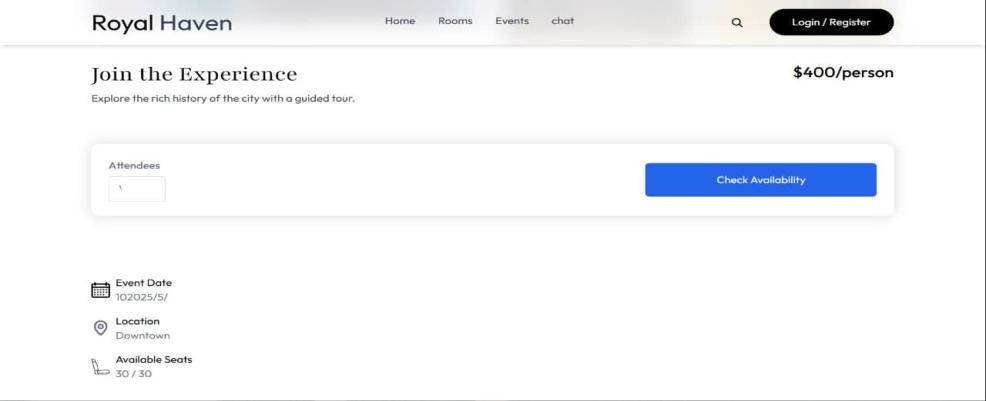 Royal Haven
Home Rooms Events chat
Login / Register
Join the Experience
$400/person
Explore the rich history of the city with a guided tour.
Attendees
١
Check Availability
Event Date
102025/5/
Location
Downtown
Available Seats
30 / 30